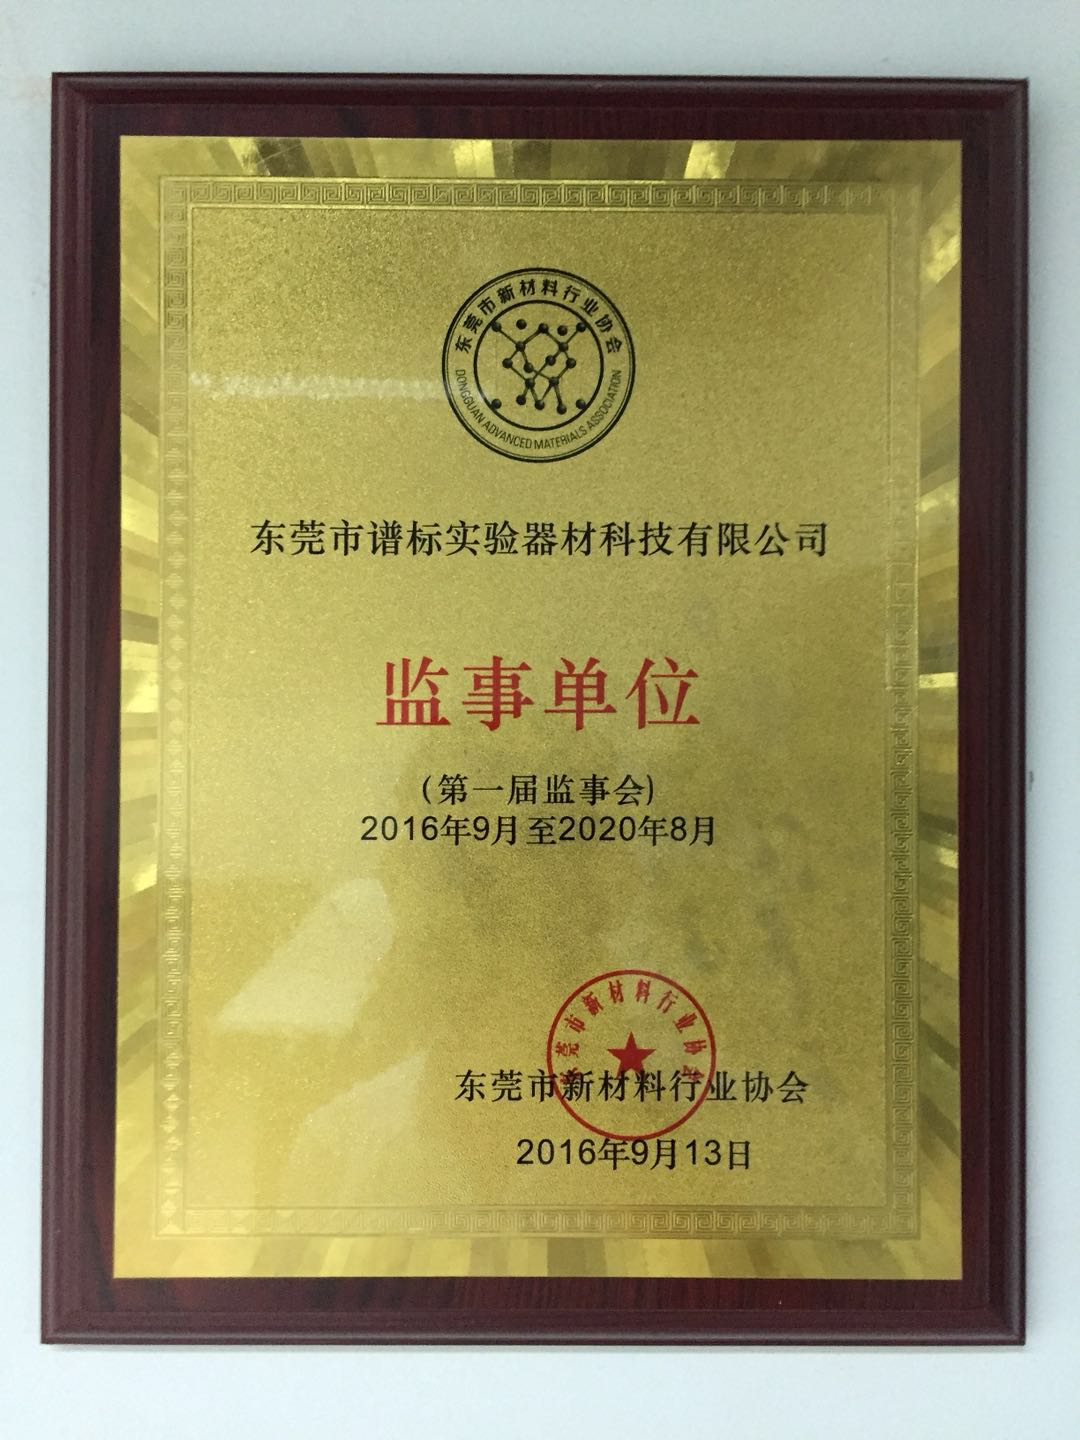 东莞市新材料行业协会
DONGGUAN ADVANCED MATERIALS ASSOCIATION
东莞市谱标实验器材科技有限公司
监事单位
(第一届监事会)
2016年9月至2020年8月
东莞市新材料行业协会
东莞市新材料行业协会
2016年9月13日